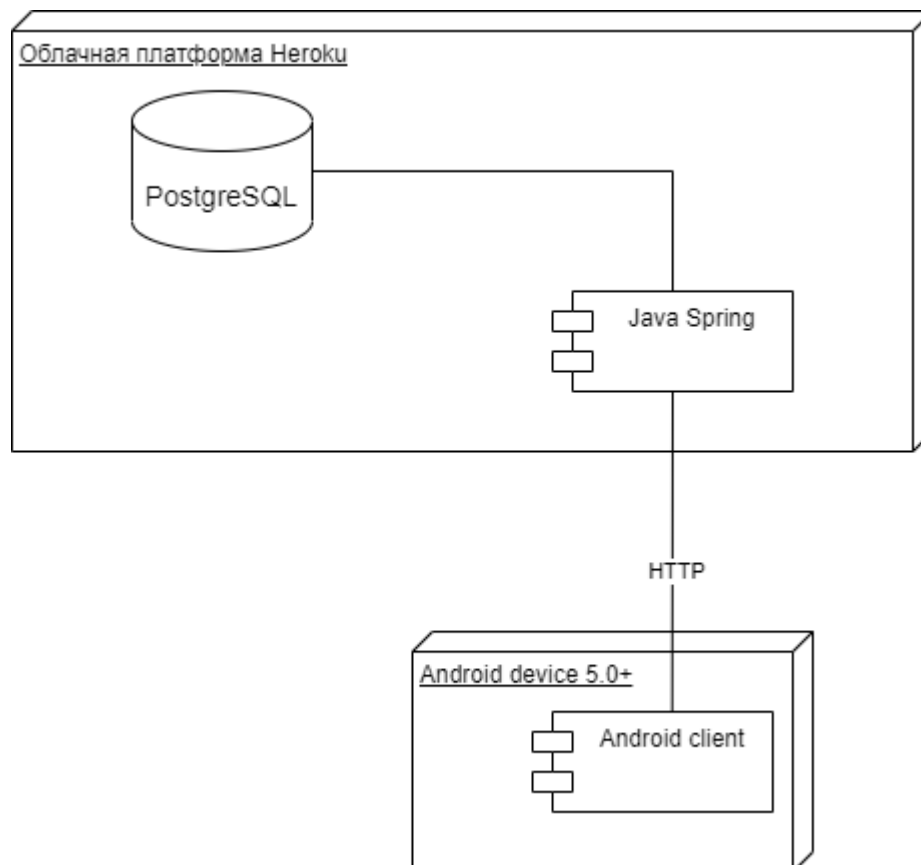 Облачная платформа Heroku
PostgreSQL
Java Spring
HTTP
Android device 5.0+
Android client